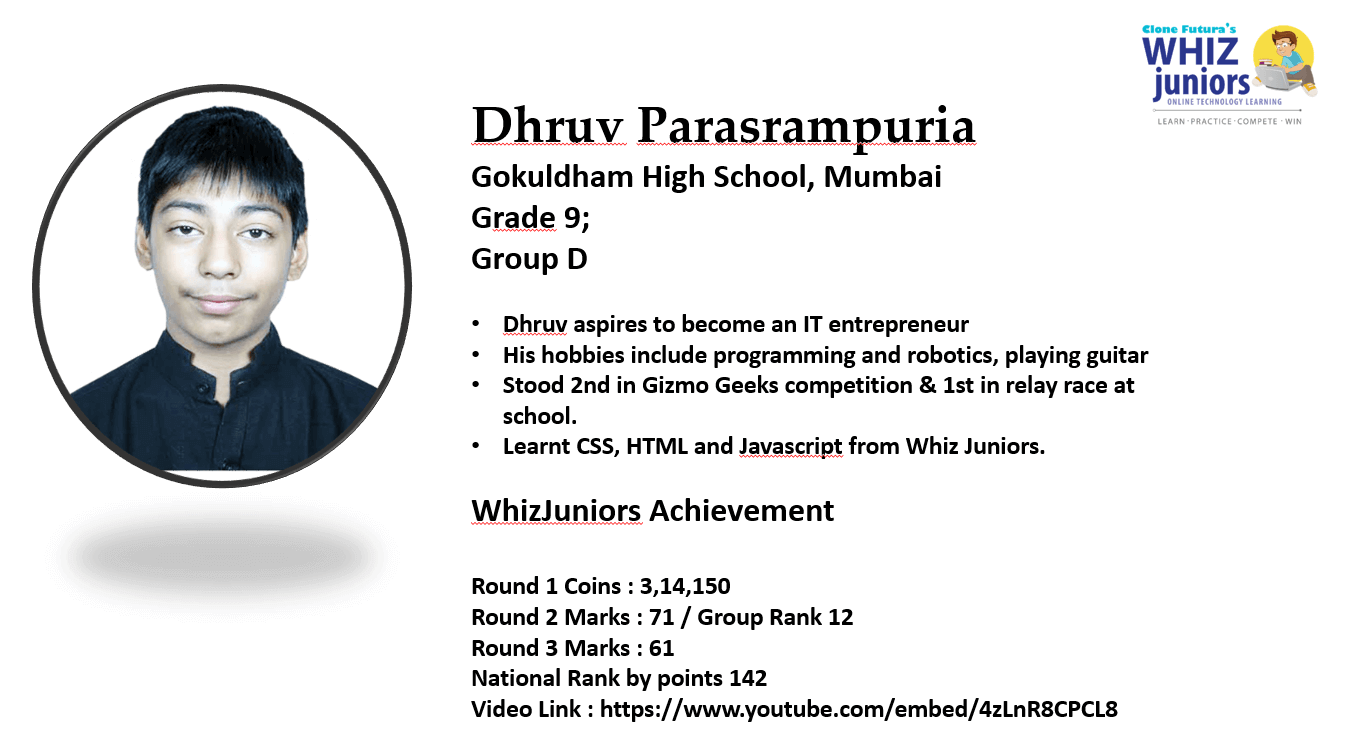 Clone Futura's
WHIZ
juniors
ONLINE TECHNOLOGY LEARNING
LEARN · PRACTICE · COMPETE · WIN
Dhruv Parasrampuria
Gokuldham High School, Mumbai
Grade 9;
Group D
• Dhruv aspires to become an IT entrepreneur
• His hobbies include programming and robotics, playing guitar
• Stood 2nd in Gizmo Geeks competition & 1st in relay race at
school.
• Learnt CSS, HTML and Javascript from Whiz Juniors.
WhizJuniors Achievement
Round 1 Coins : 3,14,150
Round 2 Marks : 71 / Group Rank 12
Round 3 Marks : 61
National Rank by points 142
Video Link : https://www.youtube.com/embed/4zLnR8CPCL8